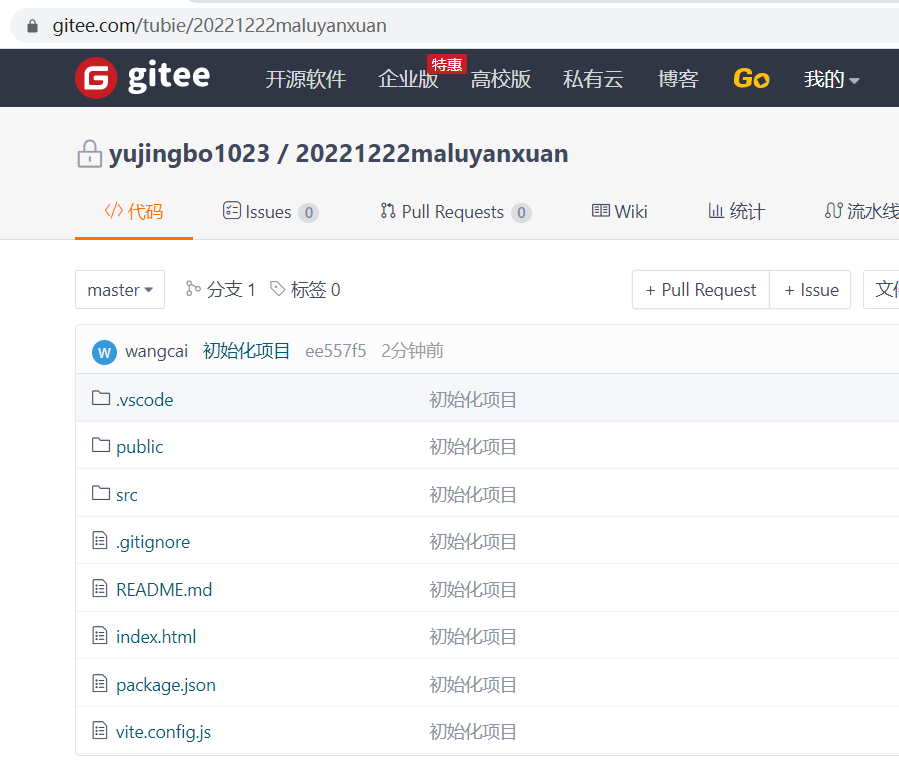 gitee.com/tubie/20221222maluyanxuan
gitee 开源软件 企业版 特惠 高校版 私有云 博客 Go 我的
yujingbo1023 / 20221222maluyanxuan
代码 Issues 0 Pull Requests 0 Wiki 统计 流水线
master 分支 1 标签 0 + Pull Request + Issue
W wangcai 初始化项目 ee557f5 2分钟前
.vscode 初始化项目
public 初始化项目
src 初始化项目
.gitignore 初始化项目
README.md 初始化项目
index.html 初始化项目
package.json 初始化项目
vite.config.js 初始化项目